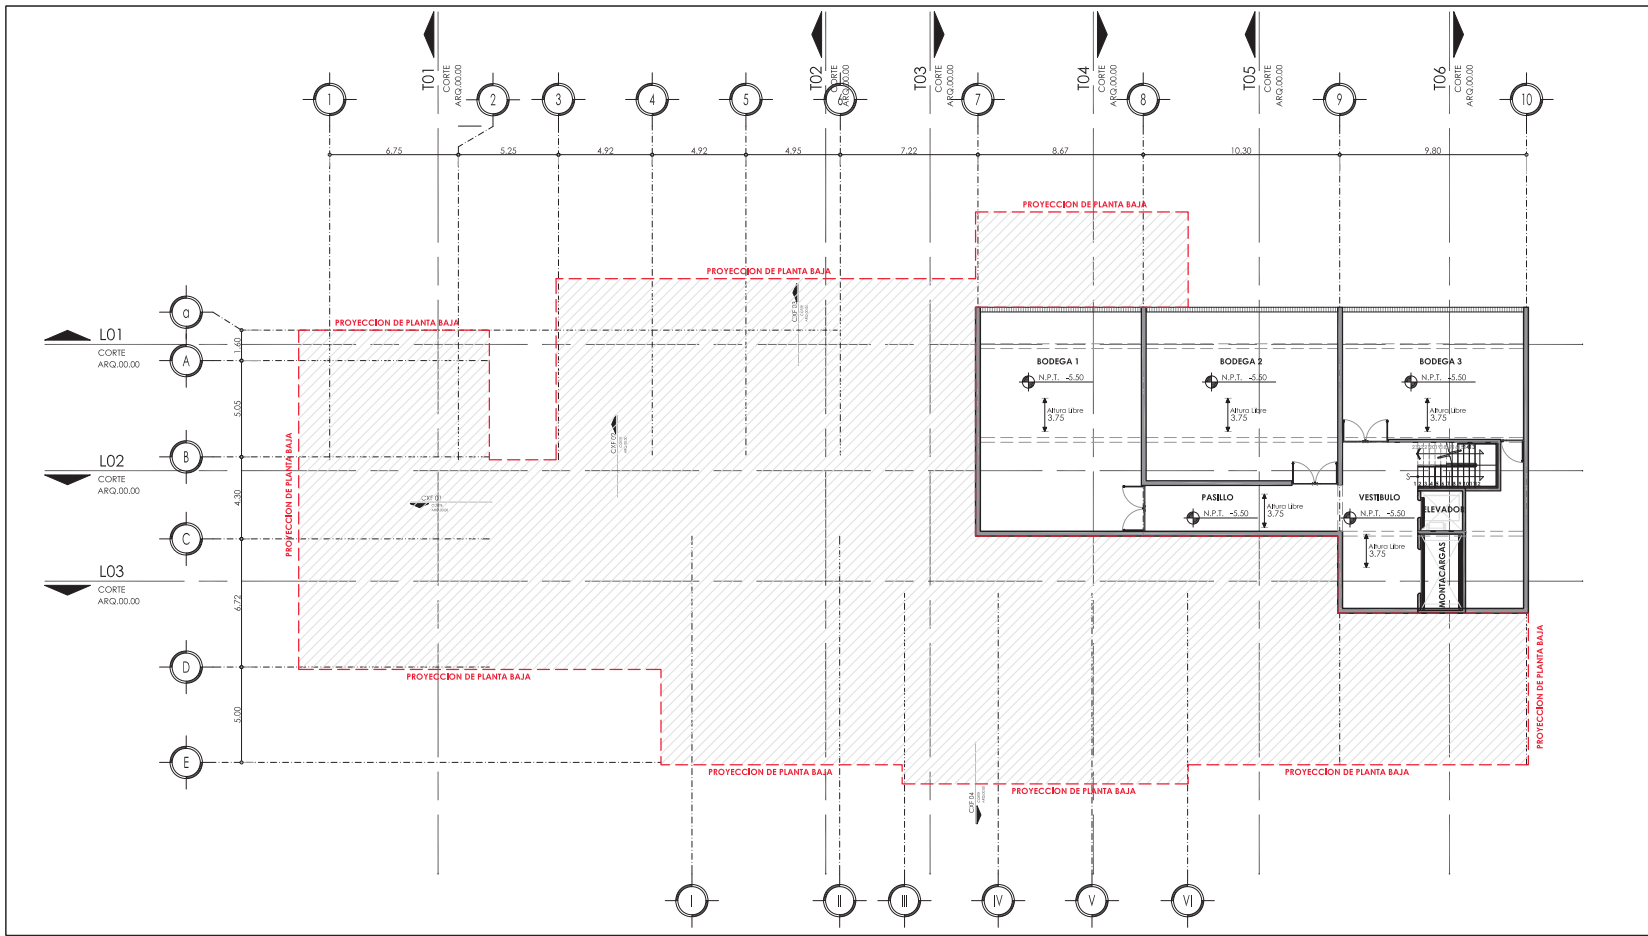 T01
CORTE
ARQ.00.00
T02
CORTE
ARQ.00.00
T03
T04
CORTE
ARQ.00.00
T05
CORTE
ARQ.00.00
T06
CORTE
ARQ.00.00
1
2
3
4
5
6
7
8
9
10
6.75
5.25
4.92
4.92
4.95
7.22
8.67
10.30
9.80
PROYECCION DE PLANTA BAJA
PROYECCION DE PLANTA BAJA
PROYECCION DE PLANTA BAJA
a
A
B
C
D
E
L01
CORTE
ARQ.00.00
L02
CORTE
ARQ.00.00
L03
CORTE
ARQ.00.00
1.60
5.05
4.30
6.72
5.00
PROYECCION DE PLANTA BAJA
CXF 03
CXF 02
CXF 01
BODEGA 1
N.P.T. -5.50
Altura Libre
3.75
BODEGA 2
N.P.T. -5.50
Altura Libre
3.75
BODEGA 3
N.P.T. -5.50
Altura Libre
3.75
PASILLO
N.P.T. -5.50
Altura Libre
3.75
VESTIBULO
N.P.T. -5.50
Altura Libre
3.75
S
ELEVADOR
MONTACARGAS
PROYECCION DE PLANTA BAJA
PROYECCION DE PLANTA BAJA
PROYECCION DE PLANTA BAJA
PROYECCION DE PLANTA BAJA
PROYECCION DE PLANTA BAJA
CXF 04
I
II
III
IV
V
VI